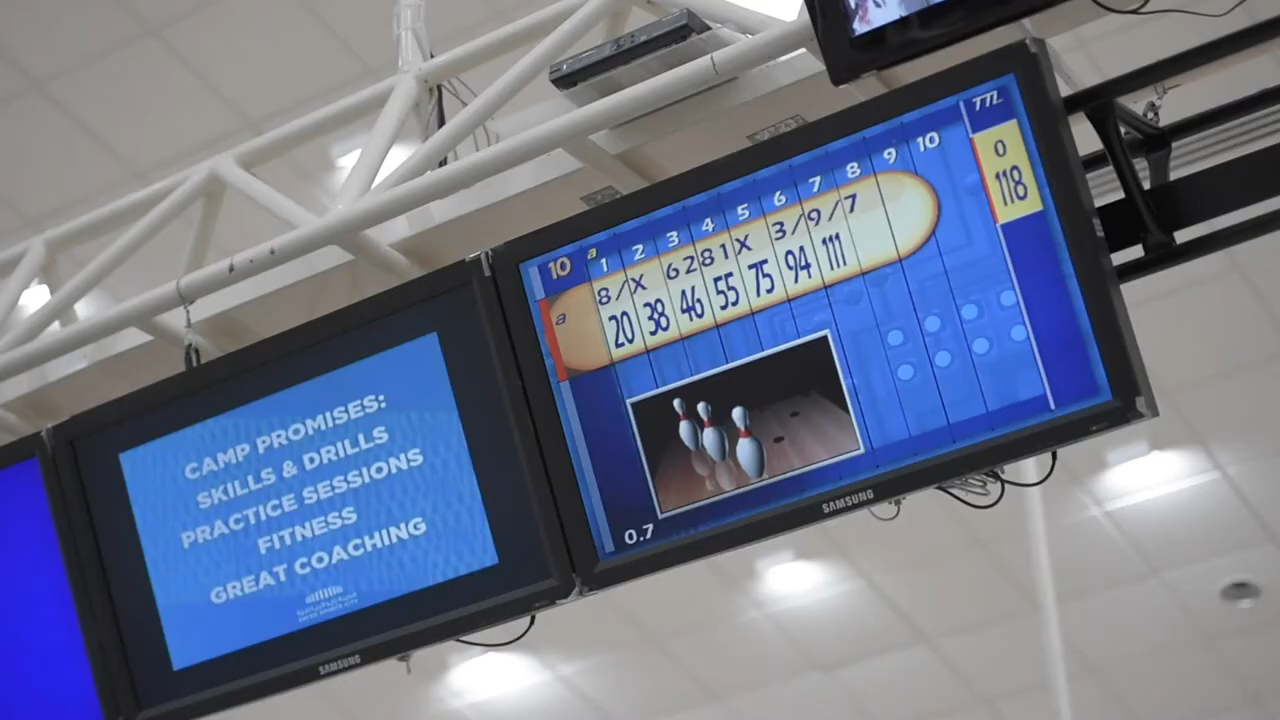 CAMP PROMISES:
SKILLS & DRILLS
PRACTICE SESSIONS
FITNESS
GREAT COACHING
SAMSUNG
10 a 1 2 3 4 5 6 7 8 9 10 TTL
a 8/ X 62 81 X 3/ 9/ 7 0
20 38 46 55 75 94 111 118
0.7
SAMSUNG